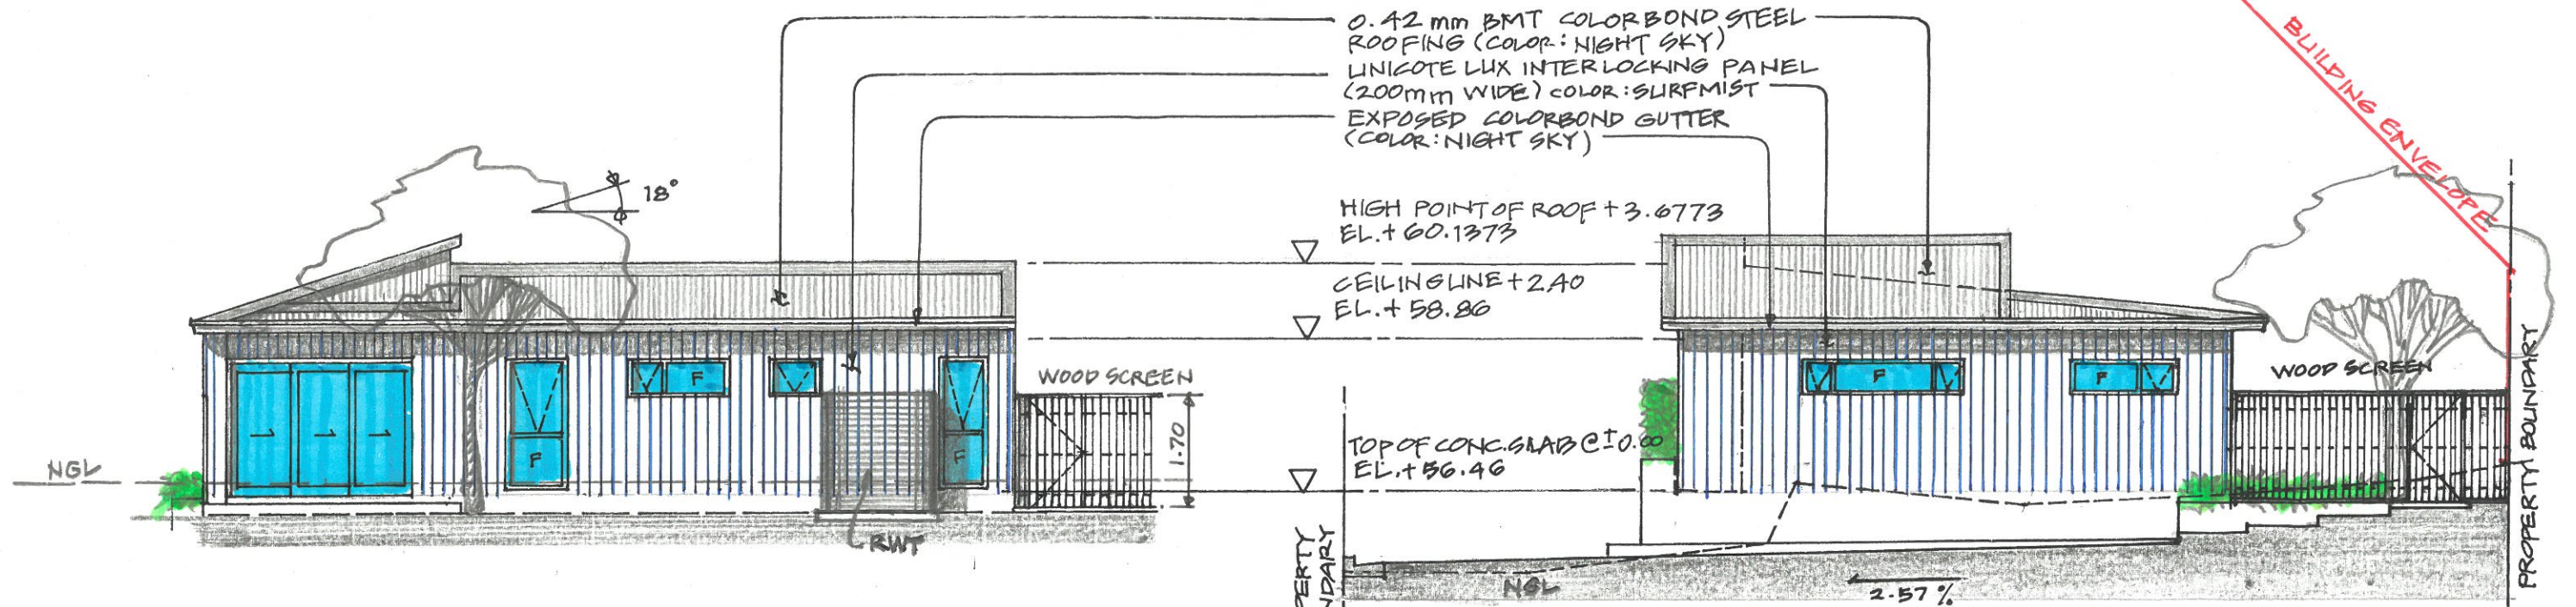 0.42 mm BMT COLORBOND STEEL
ROOFING (COLOR: NIGHT SKY)
UNICOTE LUX INTERLOCKING PANEL
(200mm WIDE) COLOR: SURFMIST
EXPOSED COLORBOND GUTTER
(COLOR: NIGHT SKY)
BUILDING ENVELOPE
18°
HIGH POINT OF ROOF + 3.6773
EL.+ 60.1373
CEILING LINE + 2.40
EL.+ 58.86
WOOD SCREEN
WOOD SCREEN
F
F
F
F
F
1.70
TOP OF CONC. SLAB @ ±0.00
EL.+ 56.46
NGL
RWT
PERTY
NDARY
NGL
2.57%
PROPERTY BOUNDARY